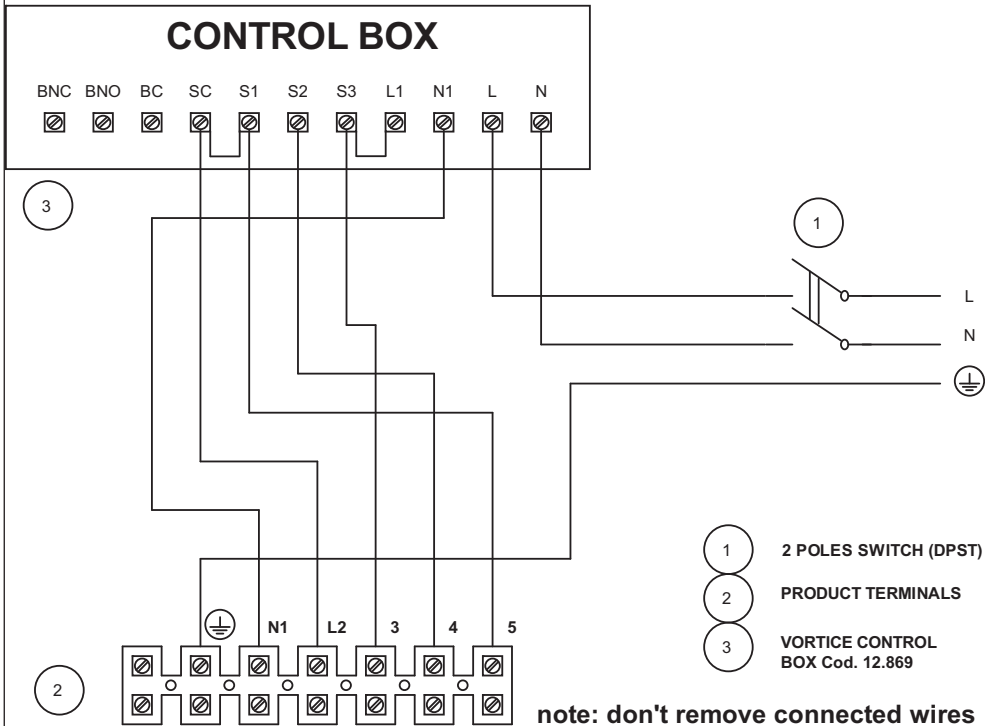 CONTROL BOX
BNC BNO BC SC S1 S2 S3 L1 N1 L N
3
1
L
N
1 2 POLES SWITCH (DPST)
2 PRODUCT TERMINALS
3 VORTICE CONTROL
BOX Cod. 12.869
N1 L2 3 4 5
2
note: don't remove connected wires